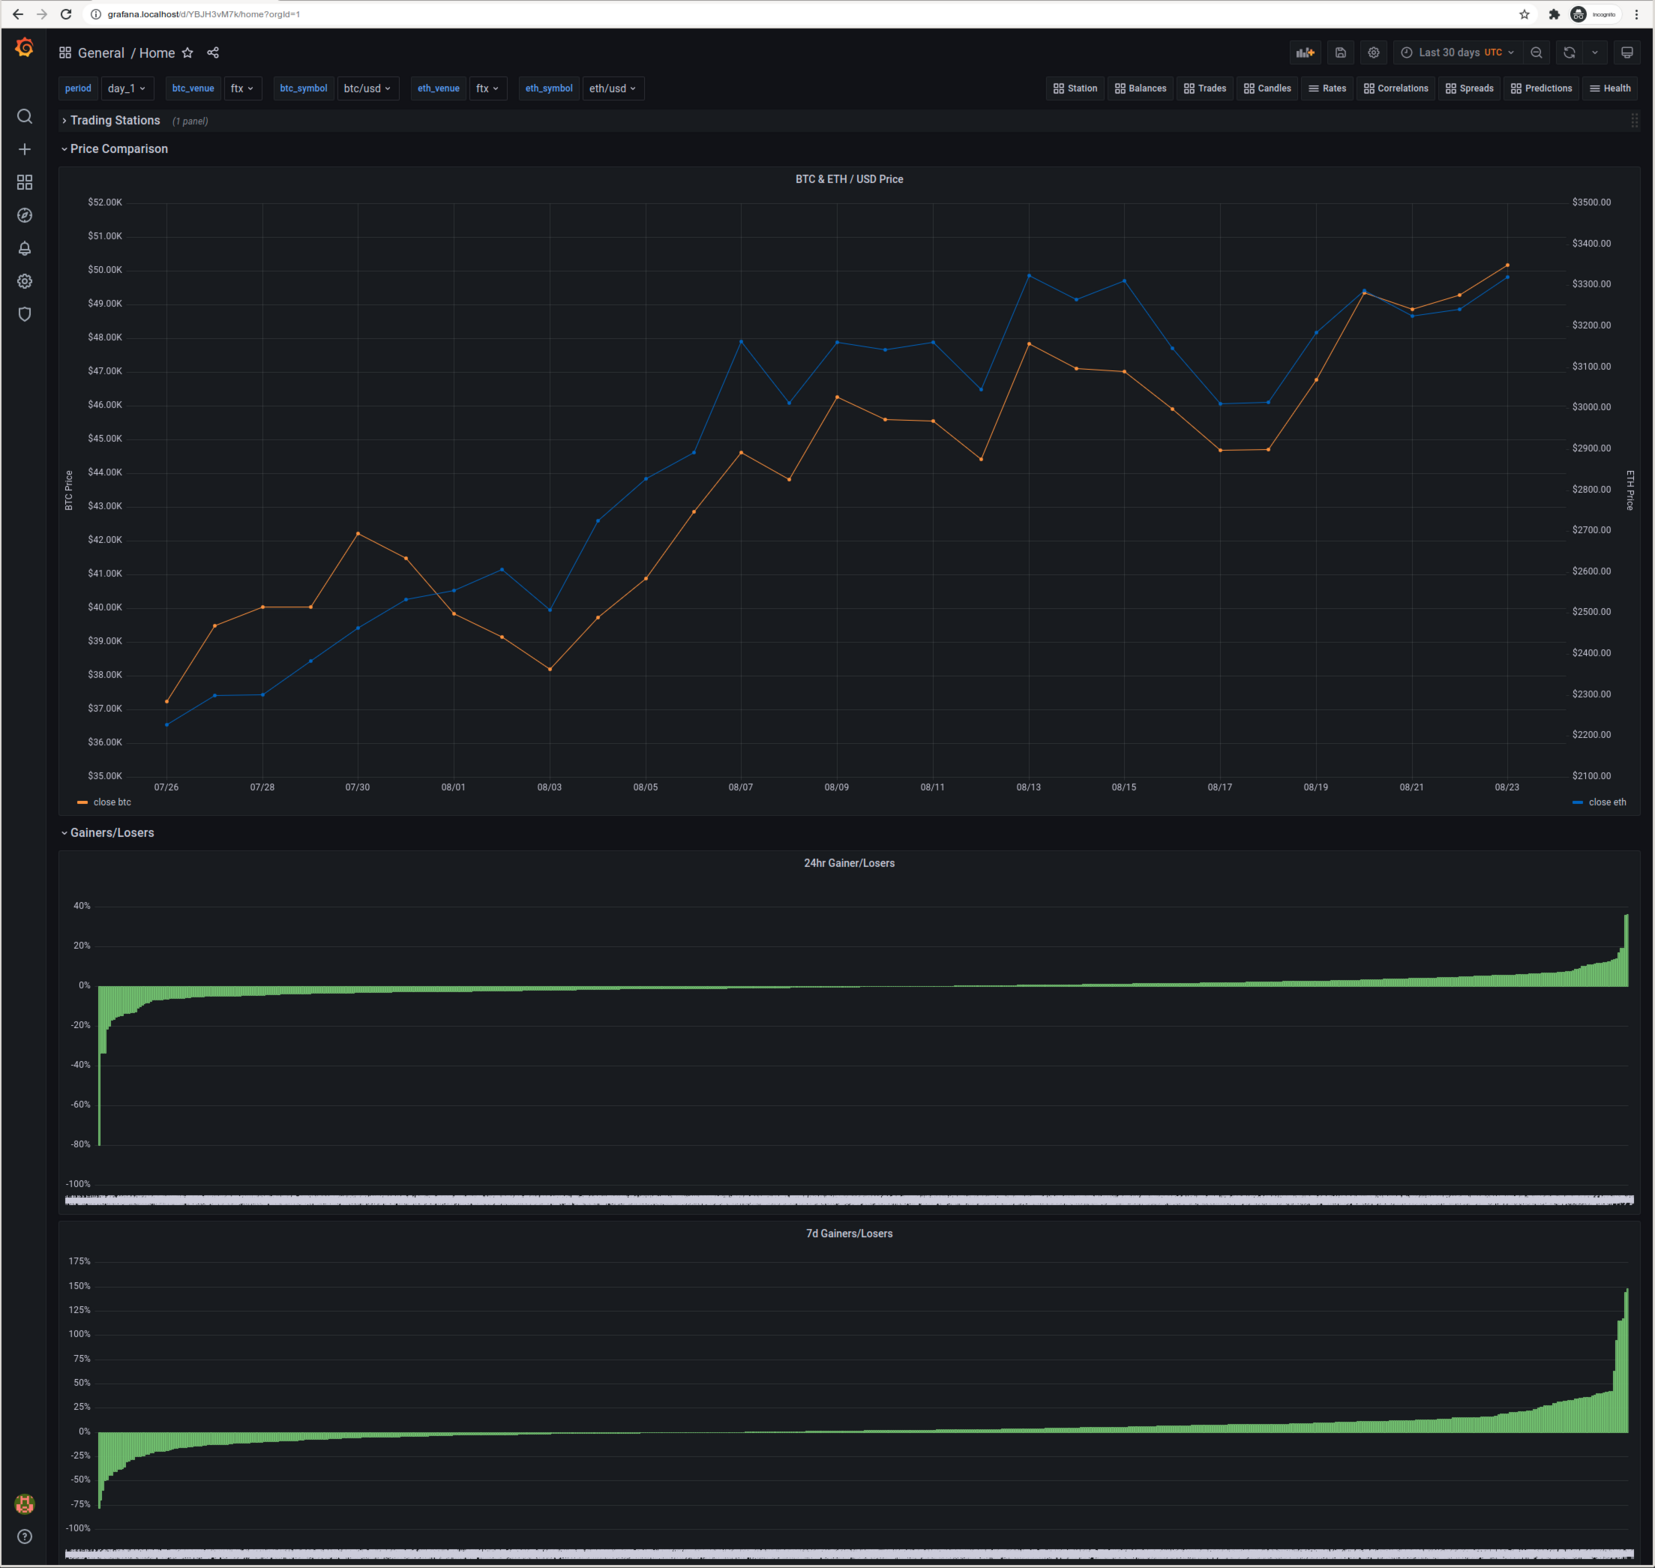 grafana.localhost/d/YBJH3vM7k/home?orgId=1
Incognito
General / Home
Last 30 days UTC
period day_1 btc_venue ftx btc_symbol btc/usd eth_venue ftx eth_symbol eth/usd
Station Balances Trades Candles Rates Correlations Spreads Predictions Health
Trading Stations (1 panel)
Price Comparison
BTC & ETH / USD Price
$52.00K
$51.00K
$50.00K
$49.00K
$48.00K
$47.00K
$46.00K
$45.00K
$44.00K
$43.00K
$42.00K
$41.00K
$40.00K
$39.00K
$38.00K
$37.00K
$36.00K
$35.00K
BTC Price
$3500.00
$3400.00
$3300.00
$3200.00
$3100.00
$3000.00
$2900.00
$2800.00
$2700.00
$2600.00
$2500.00
$2400.00
$2300.00
$2200.00
$2100.00
ETH Price
07/26 07/28 07/30 08/01 08/03 08/05 08/07 08/09 08/11 08/13 08/15 08/17 08/19 08/21 08/23
close btc
close eth
Gainers/Losers
24hr Gainer/Losers
40%
20%
0%
-20%
-40%
-60%
-80%
-100%
7d Gainers/Losers
175%
150%
125%
100%
75%
50%
25%
0%
-25%
-50%
-75%
-100%